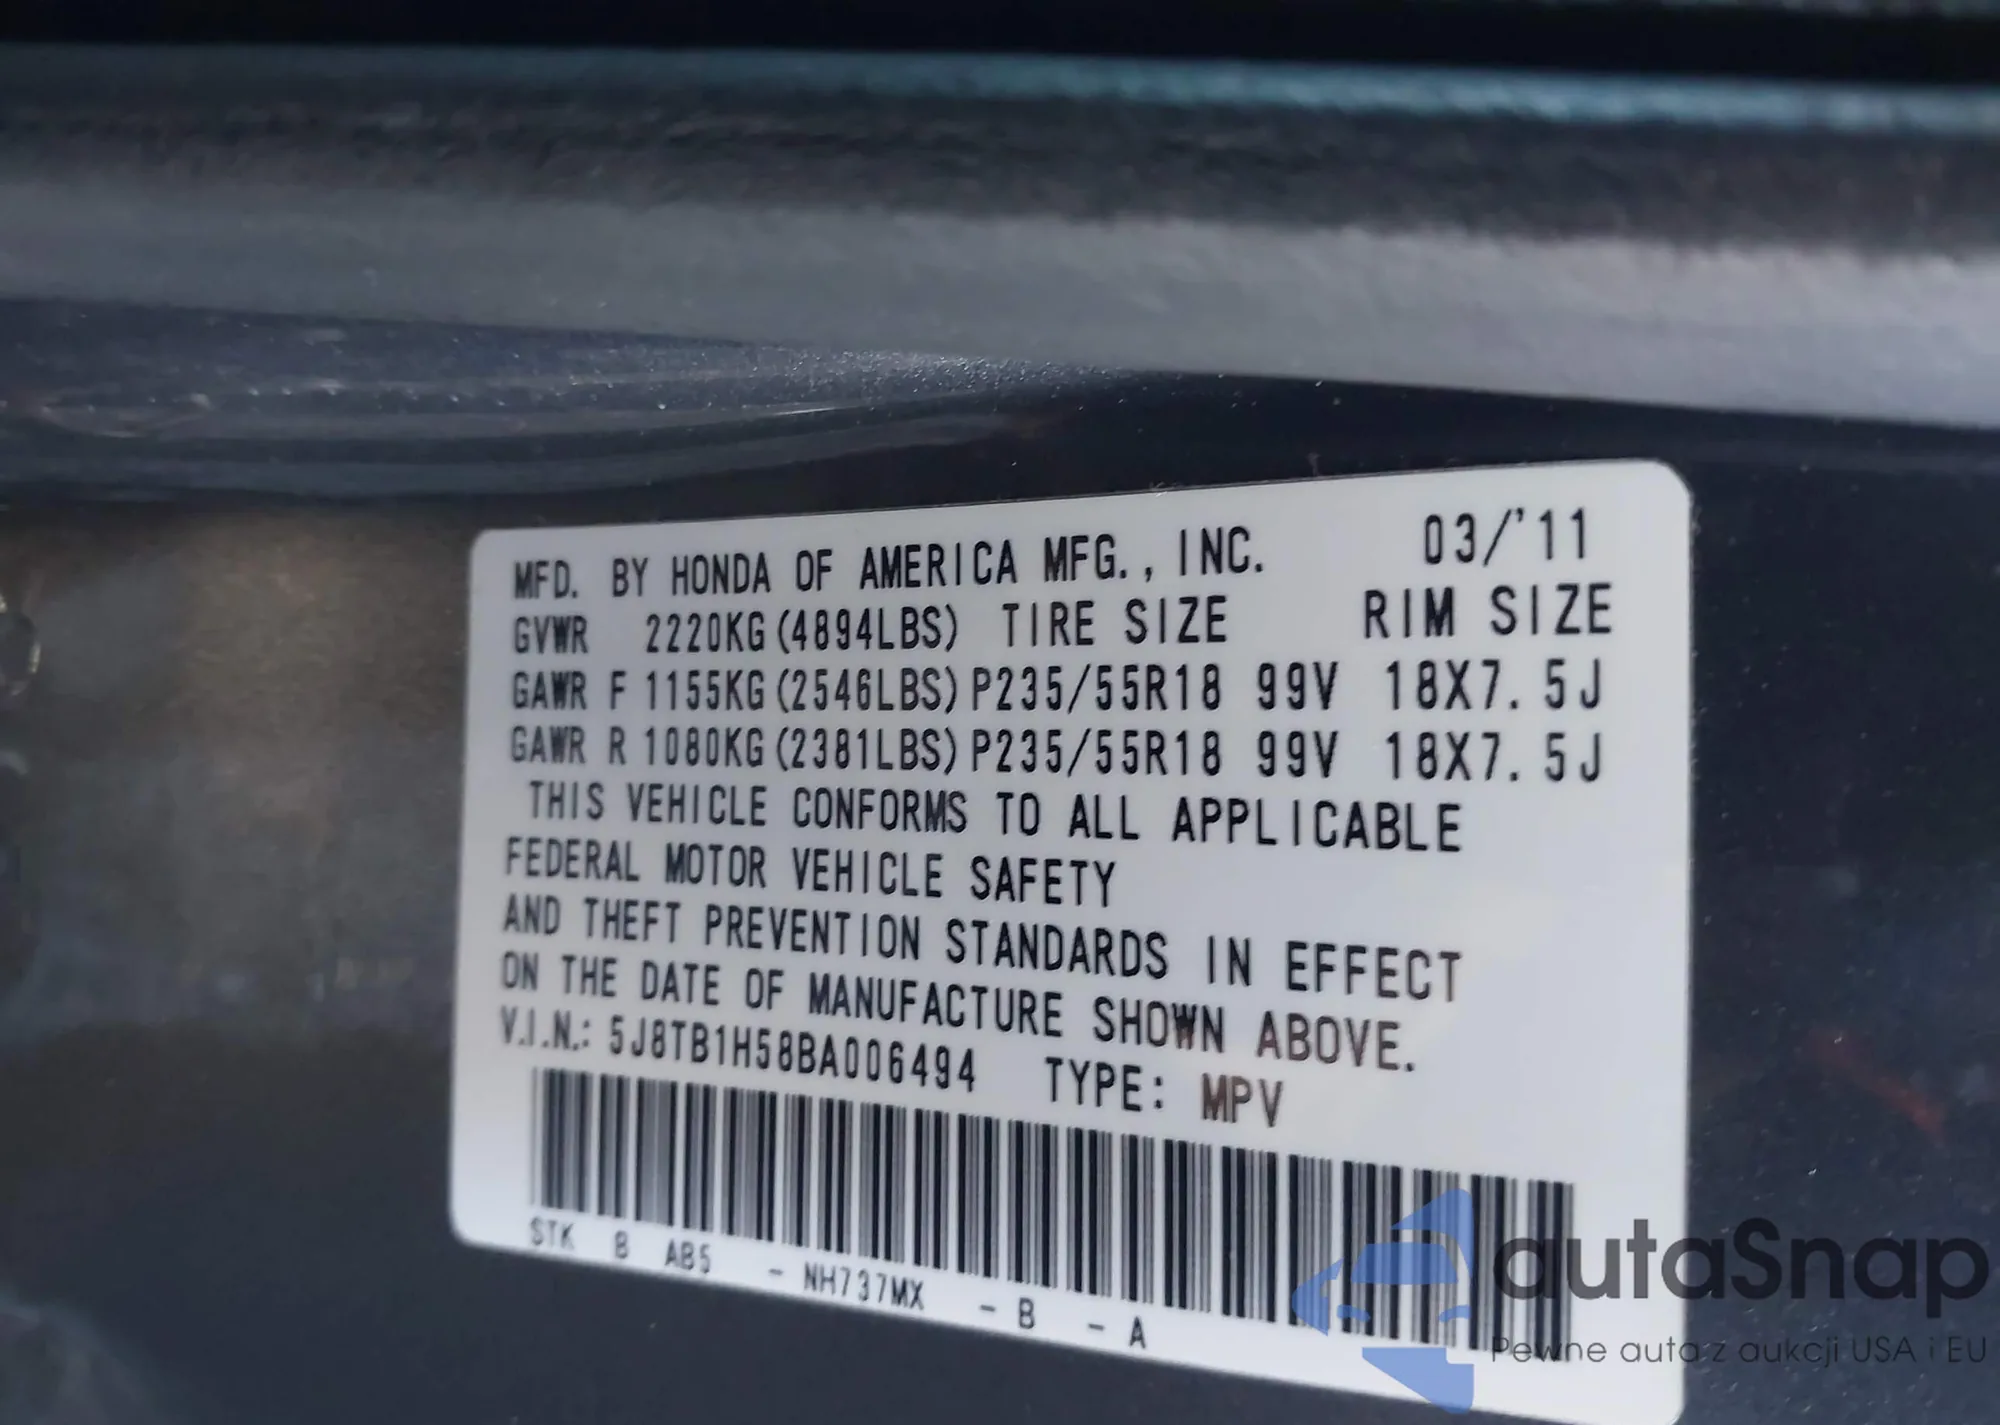 MFD. BY HONDA OF AMERICA MFG., INC. 03/'11
GVWR 2220KG(4894LBS) TIRE SIZE RIM SIZE
GAWR F 1155KG(2546LBS) P235/55R18 99V 18X7.5J
GAWR R 1080KG(2381LBS) P235/55R18 99V 18X7.5J
THIS VEHICLE CONFORMS TO ALL APPLICABLE
FEDERAL MOTOR VEHICLE SAFETY
AND THEFT PREVENTION STANDARDS IN EFFECT
ON THE DATE OF MANUFACTURE SHOWN ABOVE.
V.I.N.: 5J8TB1H58BA006494 TYPE: MPV
STK 8 AB5 - NH737MX - B - A
autaSnap
Pewne auta z aukcji USA i EU